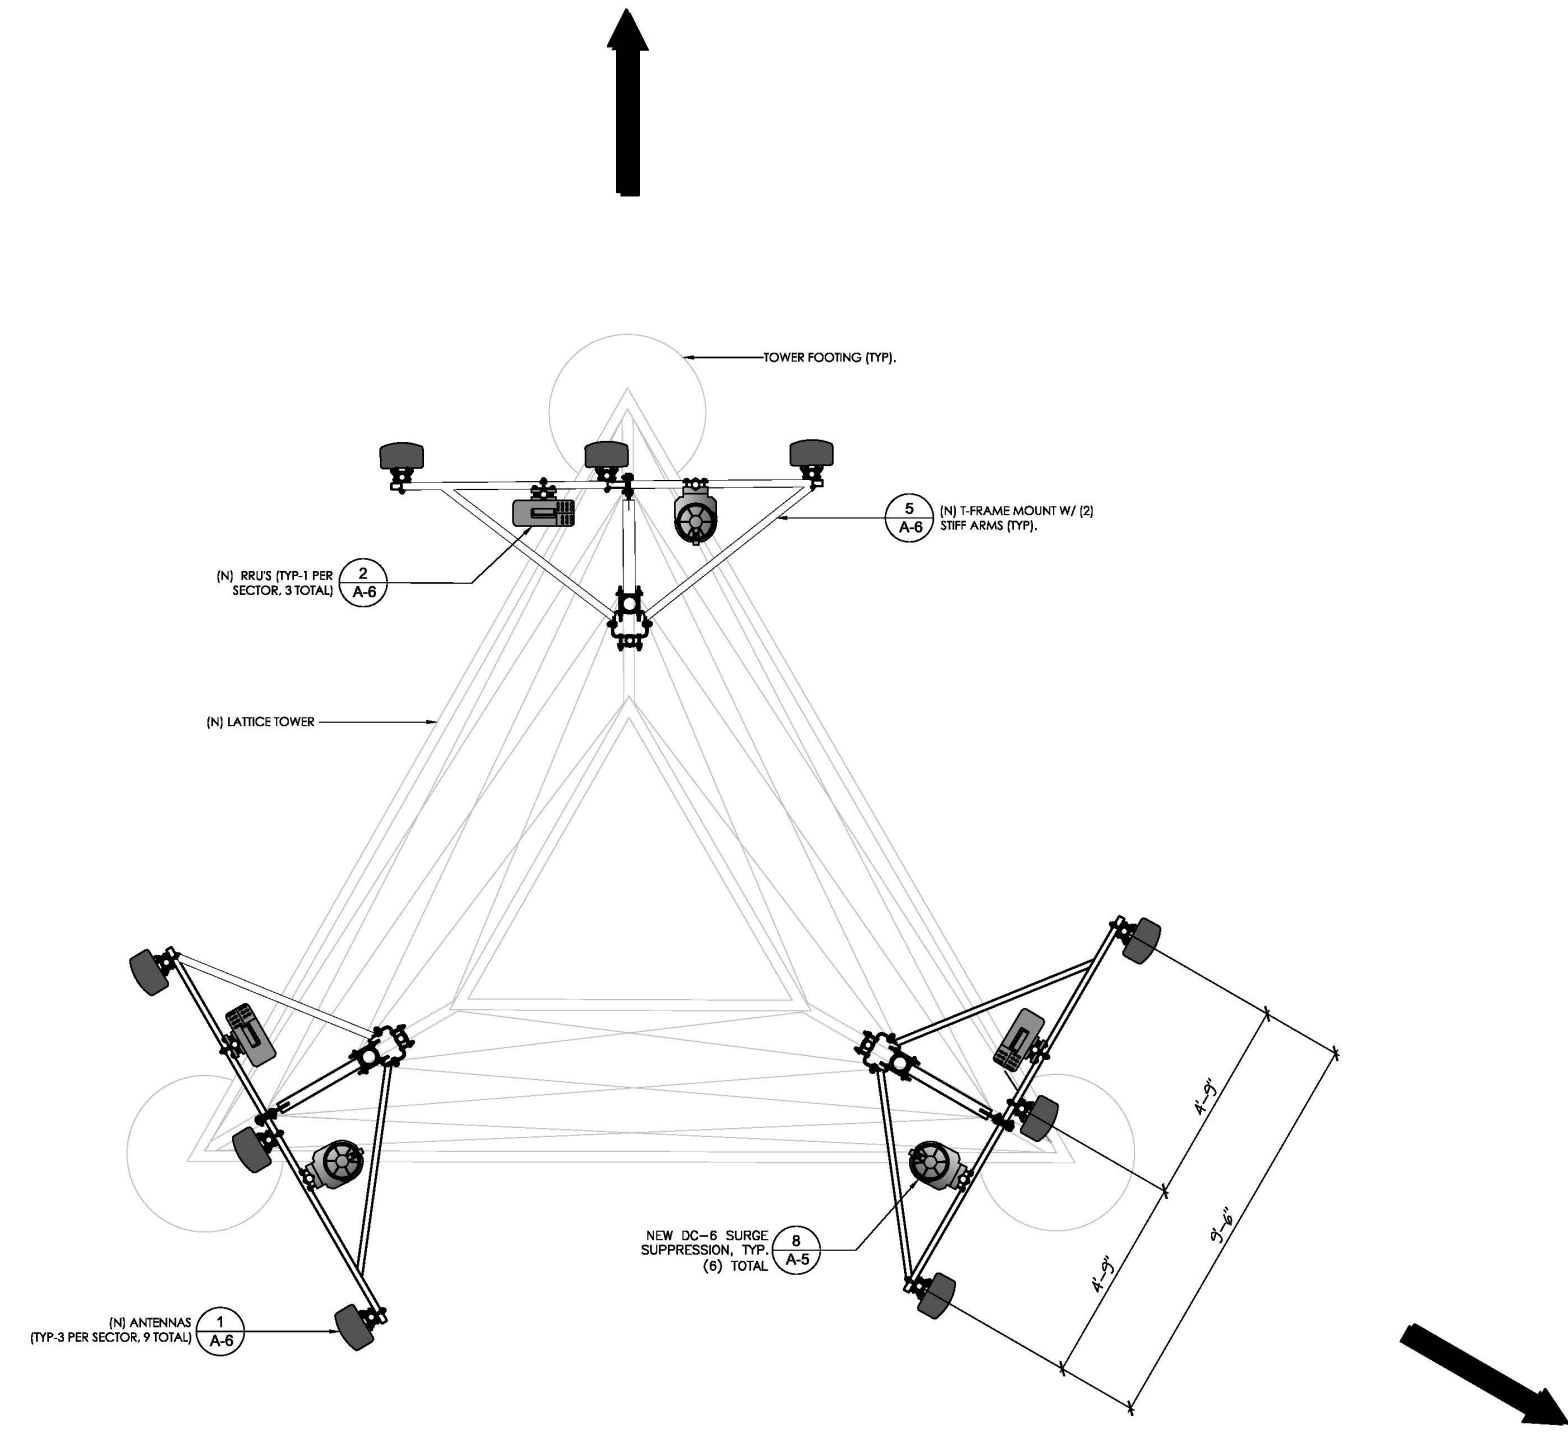 TOWER FOOTING (TYP).
5
A-6
(N) T-FRAME MOUNT W/ (2)
STIFF ARMS (TYP).
(N) RRU'S (TYP-1 PER
SECTOR, 3 TOTAL)
2
A-6
(N) LATTICE TOWER
4'-9"
9'-6"
4'-9"
NEW DC-6 SURGE
SUPPRESSION, TYP.
(6) TOTAL
8
A-5
(N) ANTENNAS
(TYP-3 PER SECTOR, 9 TOTAL)
1
A-6